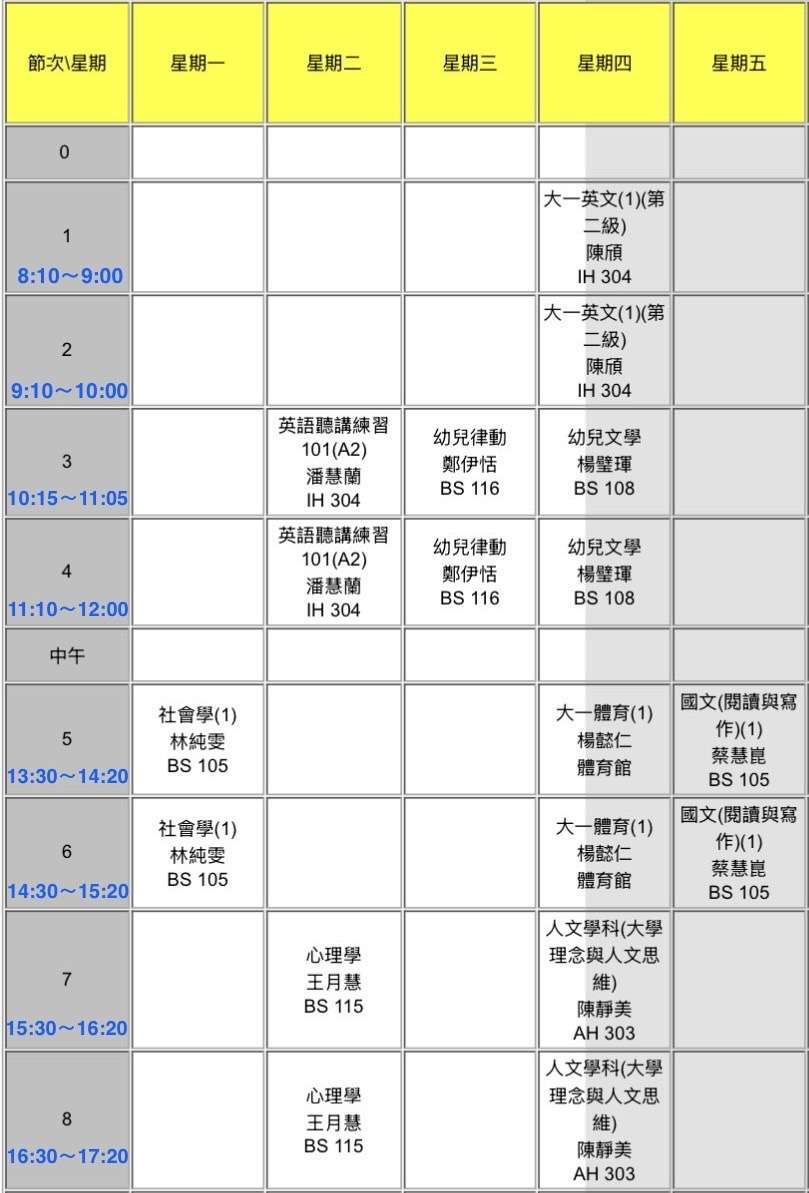 節次\星期 星期一 星期二 星期三 星期四 星期五
0
1
8:10～9:00
大一英文(1)(第
二級)
陳頎
IH 304
2
9:10～10:00
大一英文(1)(第
二級)
陳頎
IH 304
3
10:15～11:05
英語聽講練習
101(A2)
潘慧蘭
IH 304
幼兒律動
鄭伊恬
BS 116
幼兒文學
楊璧琿
BS 108
4
11:10～12:00
英語聽講練習
101(A2)
潘慧蘭
IH 304
幼兒律動
鄭伊恬
BS 116
幼兒文學
楊璧琿
BS 108
中午
5
13:30～14:20
社會學(1)
林純雯
BS 105
大一體育(1)
楊懿仁
體育館
國文(閱讀與寫
作)(1)
蔡慧崑
BS 105
6
14:30～15:20
社會學(1)
林純雯
BS 105
大一體育(1)
楊懿仁
體育館
國文(閱讀與寫
作)(1)
蔡慧崑
BS 105
7
15:30～16:20
心理學
王月慧
BS 115
人文學科(大學
理念與人文思
維)
陳靜美
AH 303
8
16:30～17:20
心理學
王月慧
BS 115
人文學科(大學
理念與人文思
維)
陳靜美
AH 303